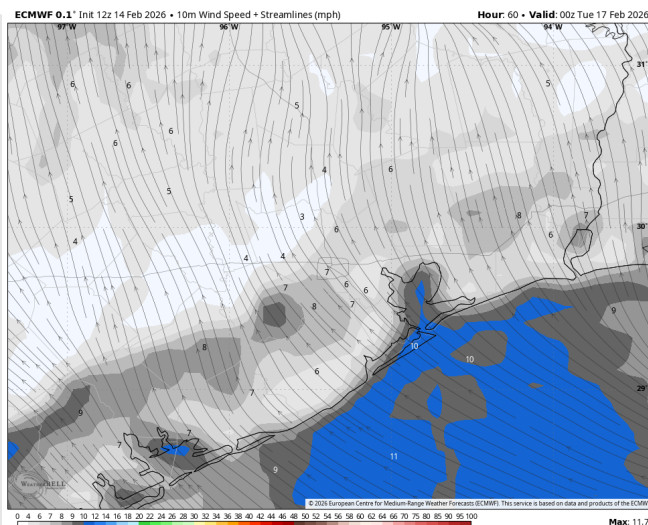 ECMWF 0.1° Init 12z 14 Feb 2026 • 10m Wind Speed + Streamlines (mph)
Hour: 60 • Valid: 00z Tue 17 Feb 2026
97°W 96°W 95°W 94°W
31°
6 6 5 5
6
6
4 6
5
5 3 8 7
30°
4 6 6
4 4
7
7 6 6
8 7 9
8 10
10
6
29°
7
9
7 7
11
9
WeatherBELL
© 2026 European Centre for Medium-Range Weather Forecasts (ECMWF). This service is based on data and products of the ECMWF
0 4 6 8 10 12 14 16 18 20 22 24 26 28 30 32 34 36 38 40 42 44 46 48 50 52 54 56 58 60 65 70 75 80 85 90 95 100
Max: 11.7